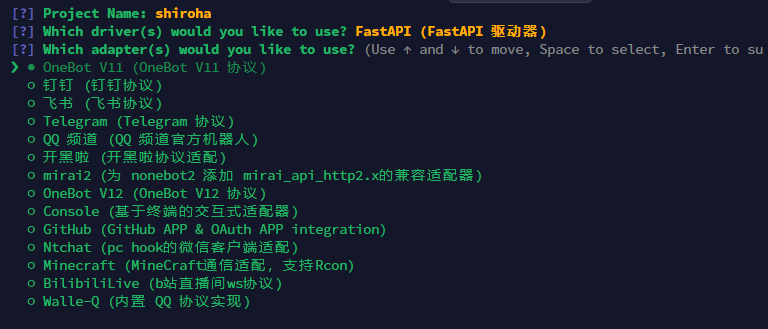 [?] Project Name: shiroha
[?] Which driver(s) would you like to use? FastAPI (FastAPI 驱动器)
[?] Which adapter(s) would you like to use? (Use ↑ and ↓ to move, Space to select, Enter to su
❯ ● OneBot V11 (OneBot V11 协议)
○ 钉钉 (钉钉协议)
○ 飞书 (飞书协议)
○ Telegram (Telegram 协议)
○ QQ 频道 (QQ 频道官方机器人)
○ 开黑啦 (开黑啦协议适配)
○ mirai2 (为 nonebot2 添加 mirai_api_http2.x的兼容适配器)
○ OneBot V12 (OneBot V12 协议)
○ Console (基于终端的交互式适配器)
○ GitHub (GitHub APP & OAuth APP integration)
○ Ntchat (pc hook的微信客户端适配)
○ Minecraft (MineCraft通信适配, 支持Rcon)
○ BilibiliLive (b站直播间ws协议)
○ Walle-Q (内置 QQ 协议实现)